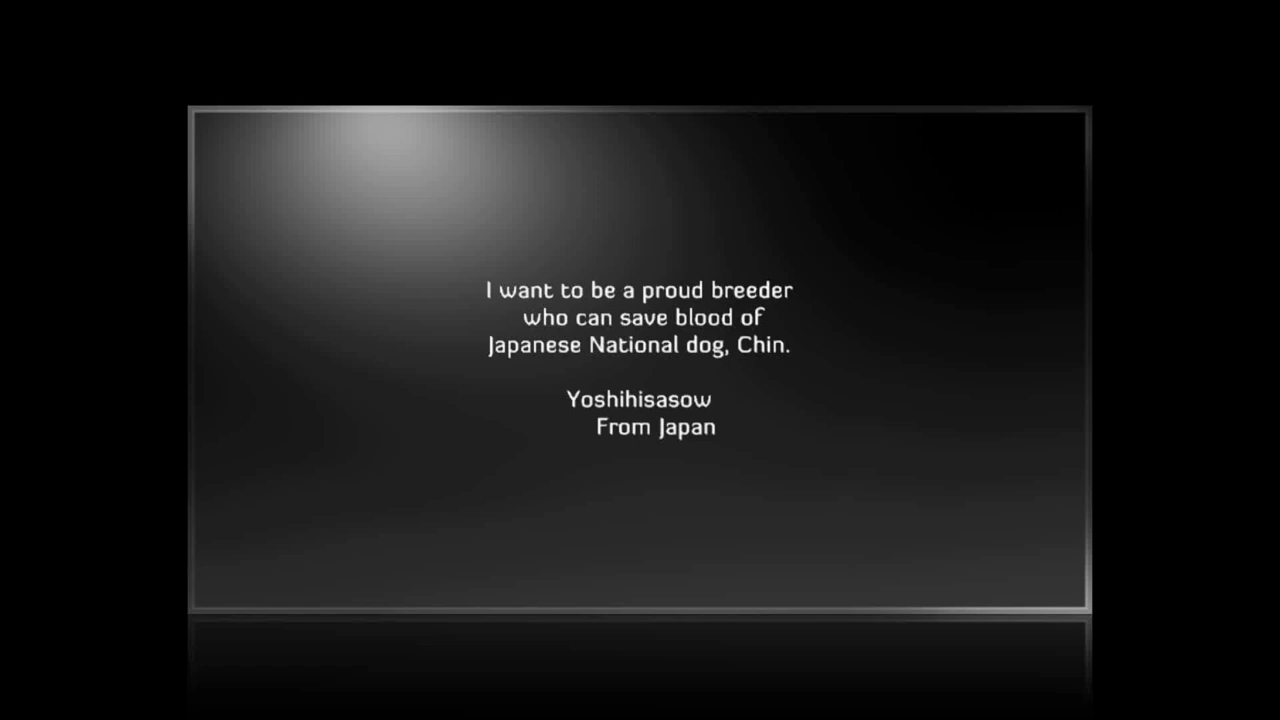 I want to be a proud breeder
who can save blood of
Japanese National dog, Chin.
Yoshihisasow
From Japan